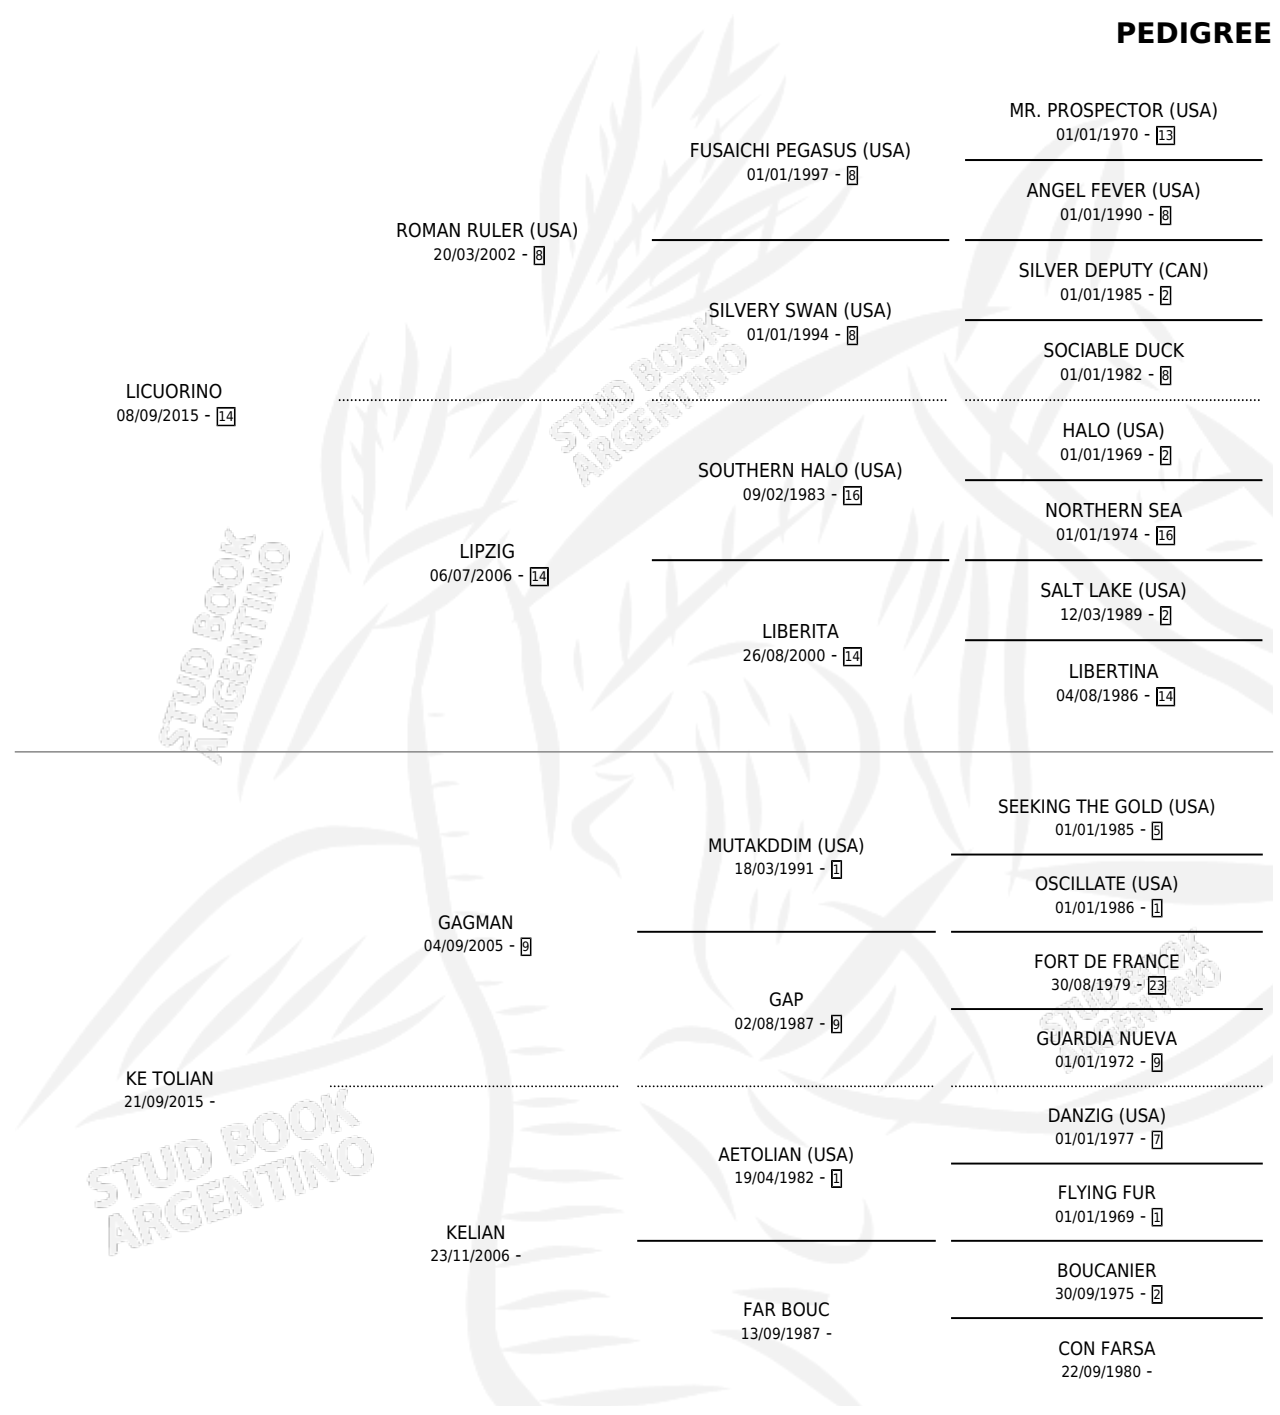 PEDIGREE
MR. PROSPECTOR (USA)
01/01/1970 - 13
FUSAICHI PEGASUS (USA)
01/01/1997 - 8
ANGEL FEVER (USA)
01/01/1990 - 8
ROMAN RULER (USA)
20/03/2002 - 8
SILVER DEPUTY (CAN)
01/01/1985 - 2
SILVERY SWAN (USA)
01/01/1994 - 8
SOCIABLE DUCK
01/01/1982 - 8
LICUORINO
08/09/2015 - 14
STUD BOOK
ARGENTINO
HALO (USA)
01/01/1969 - 2
SOUTHERN HALO (USA)
09/02/1983 - 16
NORTHERN SEA
01/01/1974 - 16
LIPZIG
06/07/2006 - 14
SALT LAKE (USA)
12/03/1989 - 2
LIBERITA
26/08/2000 - 14
LIBERTINA
04/08/1986 - 14
STUD BOOK
ARGENTINO
SEEKING THE GOLD (USA)
01/01/1985 - 5
MUTAKDDIM (USA)
18/03/1991 - 1
OSCILLATE (USA)
01/01/1986 - 1
GAGMAN
04/09/2005 - 9
FORT DE FRANCE
30/08/1979 - 23
GAP
02/08/1987 - 9
STUD BOOK
ARGENTINO
GUARDIA NUEVA
01/01/1972 - 9
KE TOLIAN
21/09/2015 -
DANZIG (USA)
01/01/1977 - 7
AETOLIAN (USA)
19/04/1982 - 1
STUD BOOK
ARGENTINO
FLYING FUR
01/01/1969 - 1
KELIAN
23/11/2006 -
BOUCANIER
30/09/1975 - 2
FAR BOUC
13/09/1987 -
CON FARSA
22/09/1980 -